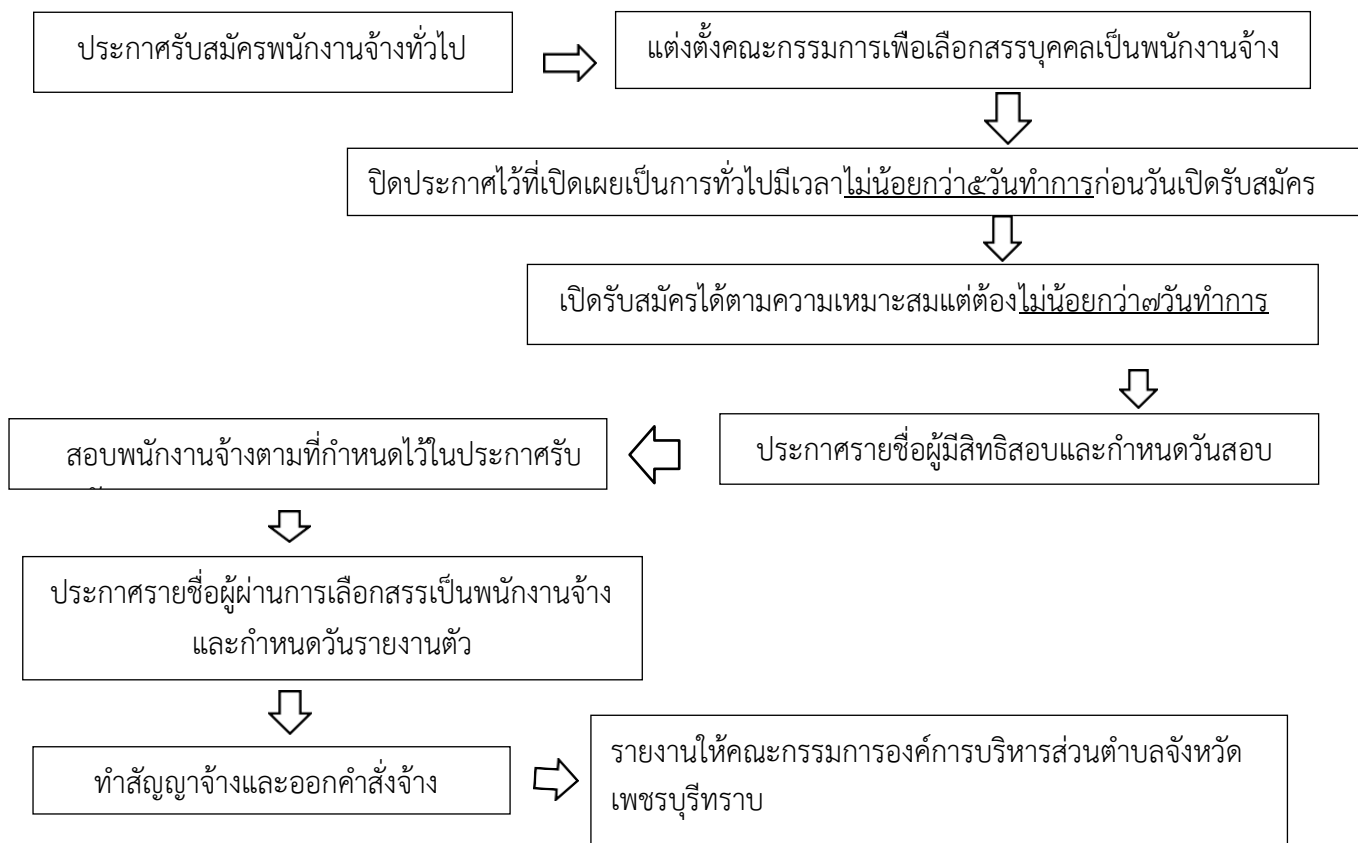 ประกาศรับสมัครพนักงานจ้างทั่วไป
แต่งตั้งคณะกรรมการเพือเลือกสรรบุคคลเป็นพนักงานจ้าง
ปิดประกาศไว้ที่เปิดเผยเป็นการทั่วไปมีเวลาไม่น้อยกว่า๕วันทำการก่อนวันเปิดรับสมัคร
เปิดรับสมัครได้ตามความเหมาะสมแต่ต้องไม่น้อยกว่า๗วันทำการ
ประกาศรายชื่อผู้มีสิทธิสอบและกำหนดวันสอบ
สอบพนักงานจ้างตามที่กำหนดไว้ในประกาศรับ
ประกาศรายชื่อผู้ผ่านการเลือกสรรเป็นพนักงานจ้าง
และกำหนดวันรายงานตัว
ทำสัญญาจ้างและออกคำสั่งจ้าง
รายงานให้คณะกรรมการองค์การบริหารส่วนตำบลจังหวัด
เพชรบุรีทราบ